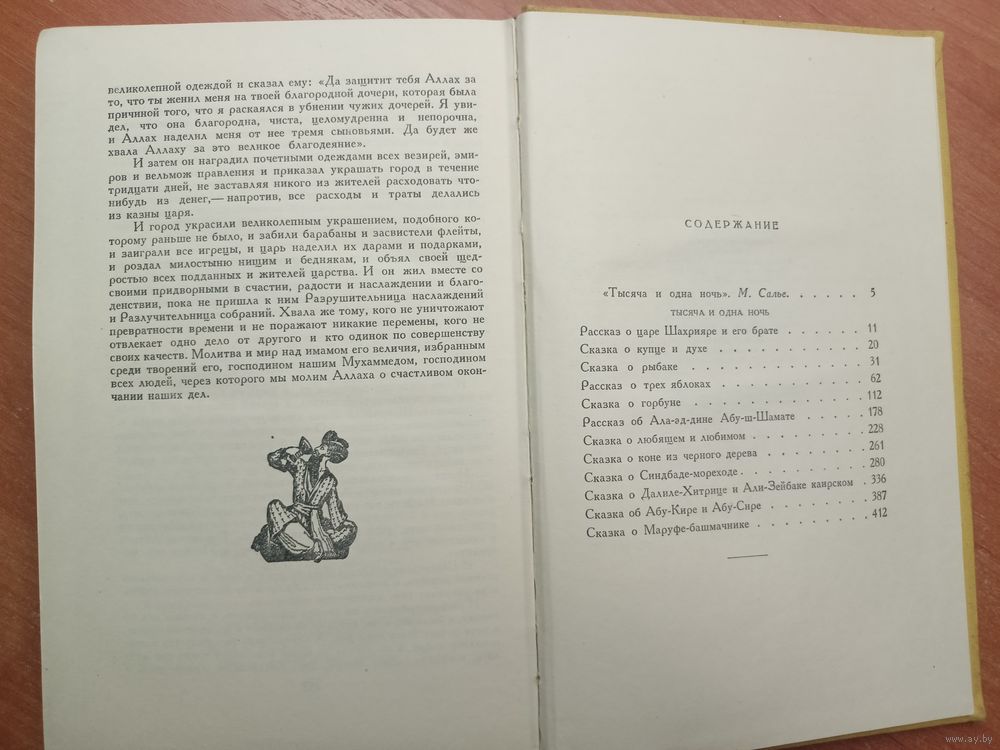 великолепной одеждой и сказал ему: «Да защитит тебя Аллах за
то, что ты женил меня на твоей благородной дочери, которая была
причиной того, что я раскаялся в убиении чужих дочерей. Я уви-
дел, что она благородна, чиста, целомудренна и непорочна,
и Аллах наделил меня от нее тремя сыновьями. Да будет же
хвала Аллаху за это великое благодеяние».
И затем он наградил почетными одеждами всех везирей, эми-
ров и вельмож правления и приказал украшать город в течение
тридцати дней, не заставляя никого из жителей расходовать что-
нибудь из денег,— напротив, все расходы и траты делались
из казны царя.
И город украсили великолепным украшением, подобного ко-
торому раньше не было, и забили барабаны и засвистели флейты,
и заиграли все игрецы, и царь наделил их дарами и подарками,
и роздал милостыню нищим и беднякам, и объял своей щед-
ростью всех подданных и жителей царства. И он жил вместе со
своими придворными в счастии, радости и наслаждении и благо-
денствии, пока не пришла к ним Разрушительница наслаждений
и Разлучительница собраний. Хвала же тому, кого не уничтожают
превратности времени и не поражают никакие перемены, кого не
отвлекает одно дело от другого и кто одинок по совершенству
своих качеств. Молитва и мир над имамом его величия, избранным
среди творений его, господином нашим Мухаммедом, господином
всех людей, через которого мы молим Аллаха о счастливом окон-
чании наших дел.
СОДЕРЖАНИЕ
«Тысяча и одна ночь». М. Салье. . . . . . 5
ТЫСЯЧА И ОДНА НОЧЬ
Рассказ о царе Шахрияре и его брате . . . . . . 11
Сказка о купце и духе . . . . . . . . . . 20
Сказка о рыбаке . . . . . . . . . . . . 31
Рассказ о трех яблоках . . . . . . . . . . 62
Сказка о горбуне . . . . . . . . . . . . 112
Рассказ об Ала-ад-дине Абу-ш-Шамате . . . . . 178
Сказка о любящем и любимом . . . . . . . . 228
Сказка о коне из черного дерева . . . . . . . 261
Сказка о Синдбаде-мореходе . . . . . . . . 280
Сказка о Далиле-Хитрице и Али-Зейбаке каирском . 336
Сказка об Абу-Кире и Абу-Сире . . . . . . . 387
Сказка о Маруфе-башмачнике . . . . . . . . 412
www.ay.by